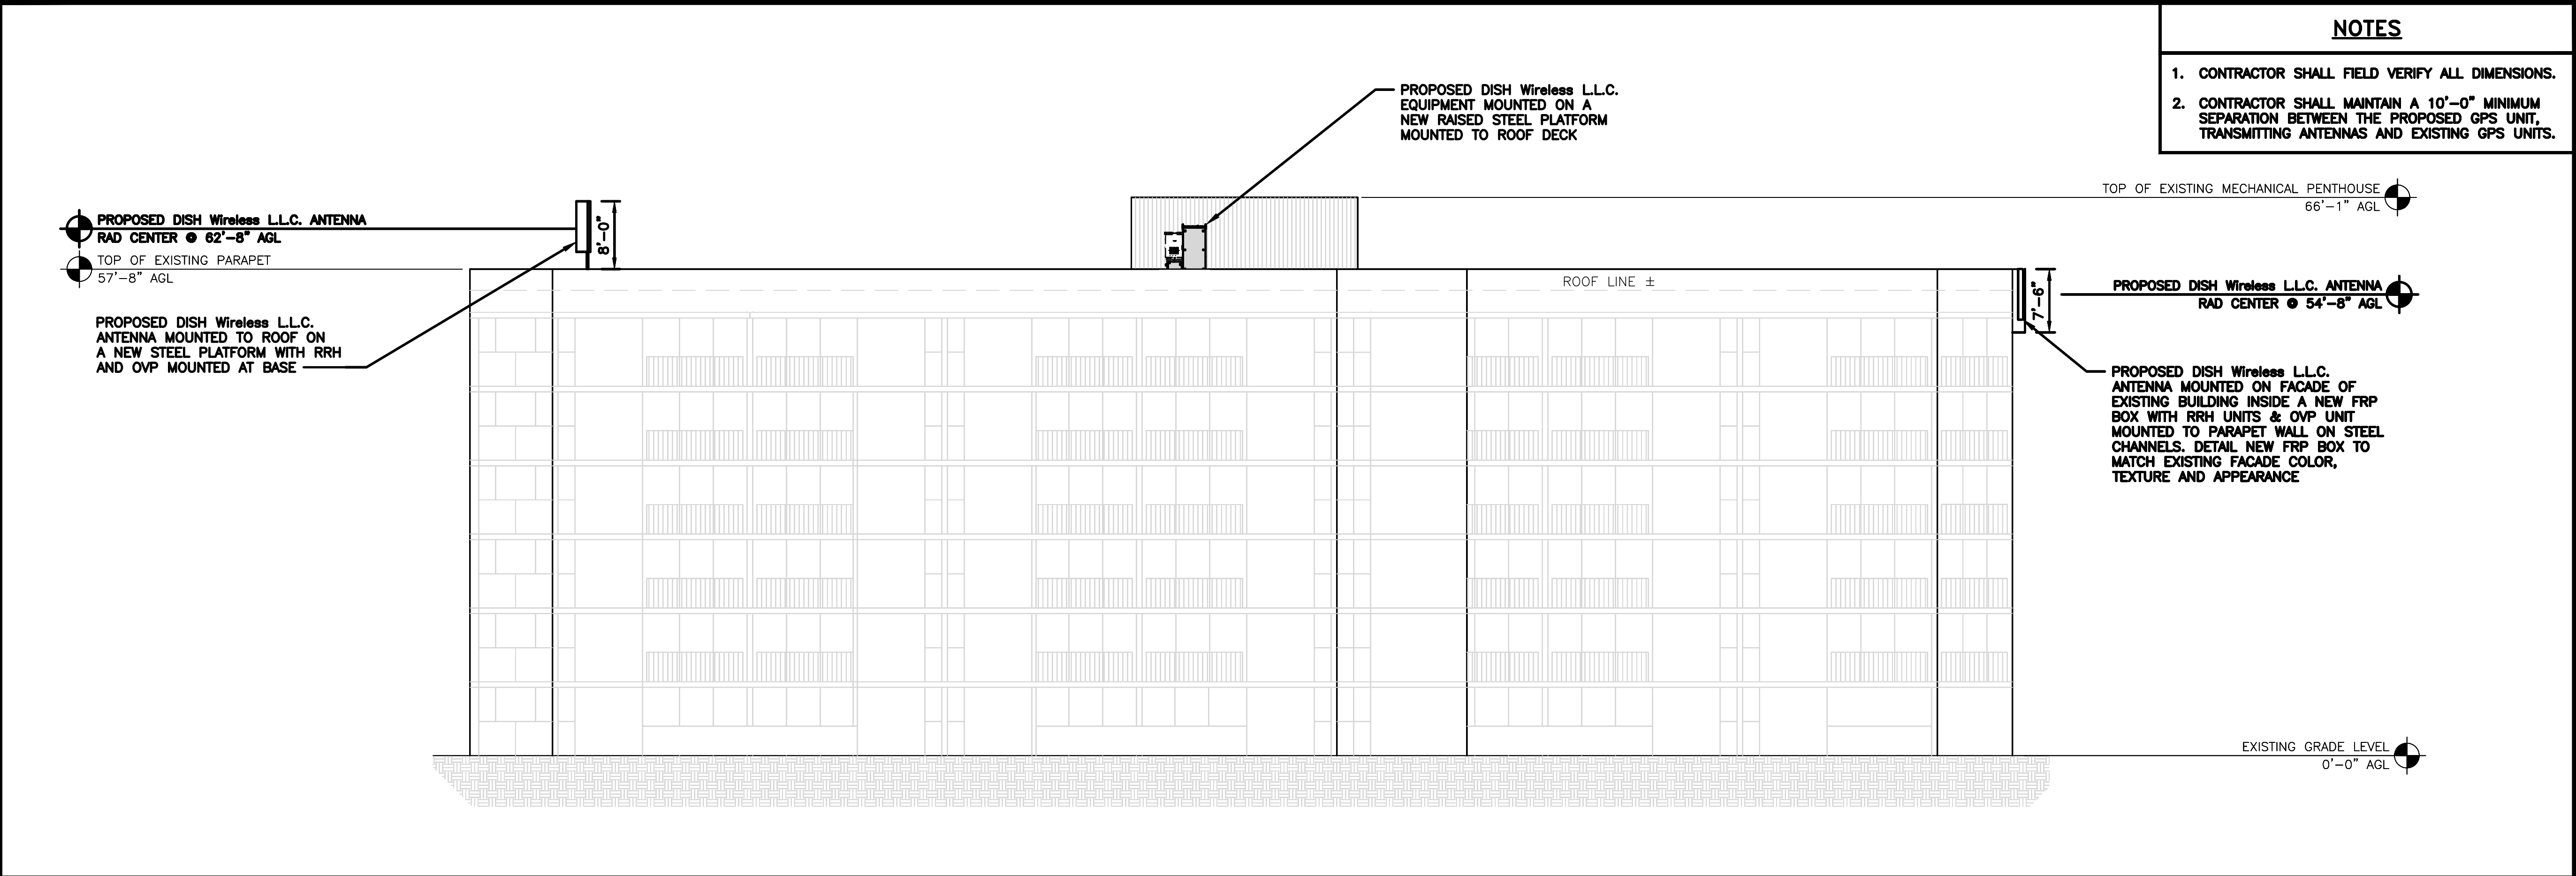 NOTES
1. CONTRACTOR SHALL FIELD VERIFY ALL DIMENSIONS.
2. CONTRACTOR SHALL MAINTAIN A 10'-0" MINIMUM
SEPARATION BETWEEN THE PROPOSED GPS UNIT,
TRANSMITTING ANTENNAS AND EXISTING GPS UNITS.
PROPOSED DISH Wireless L.L.C.
EQUIPMENT MOUNTED ON A
NEW RAISED STEEL PLATFORM
MOUNTED TO ROOF DECK
TOP OF EXISTING MECHANICAL PENTHOUSE
66'-1" AGL
PROPOSED DISH Wireless L.L.C. ANTENNA
RAD CENTER @ 62'-8" AGL
8'-0"
TOP OF EXISTING PARAPET
57'-8" AGL
PROPOSED DISH Wireless L.L.C.
ANTENNA MOUNTED TO ROOF ON
A NEW STEEL PLATFORM WITH RRH
AND OVP MOUNTED AT BASE
ROOF LINE ±
7'-6"
PROPOSED DISH Wireless L.L.C. ANTENNA
RAD CENTER @ 54'-8" AGL
PROPOSED DISH Wireless L.L.C.
ANTENNA MOUNTED ON FACADE OF
EXISTING BUILDING INSIDE A NEW FRP
BOX WITH RRH UNITS & OVP UNIT
MOUNTED TO PARAPET WALL ON STEEL
CHANNELS. DETAIL NEW FRP BOX TO
MATCH EXISTING FACADE COLOR,
TEXTURE AND APPEARANCE
EXISTING GRADE LEVEL
0'-0" AGL